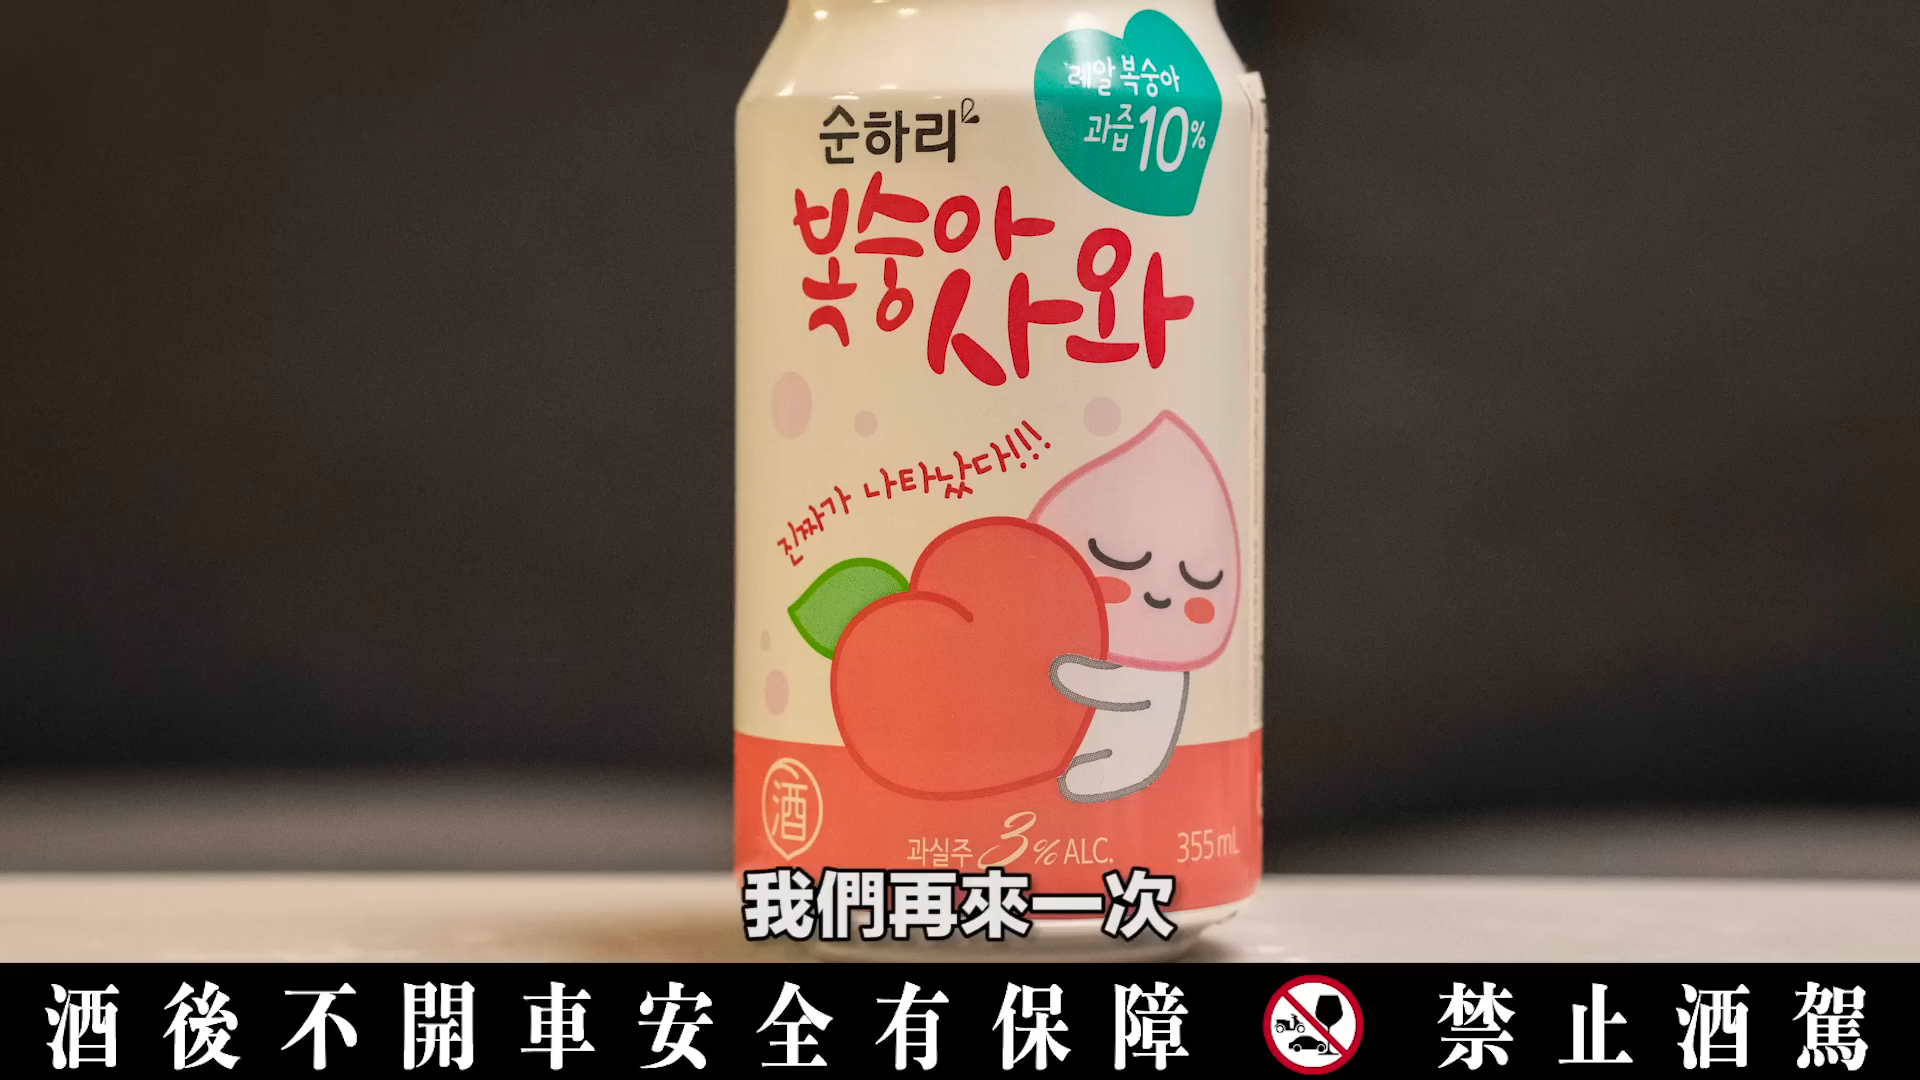 레알 복숭아
과즙 10%
순하리
복숭아
사와
진짜가 나타났다!!!
酒
과실주 3% ALC.
355mL
我們再來一次
酒後不開車安全有保障 禁止酒駕